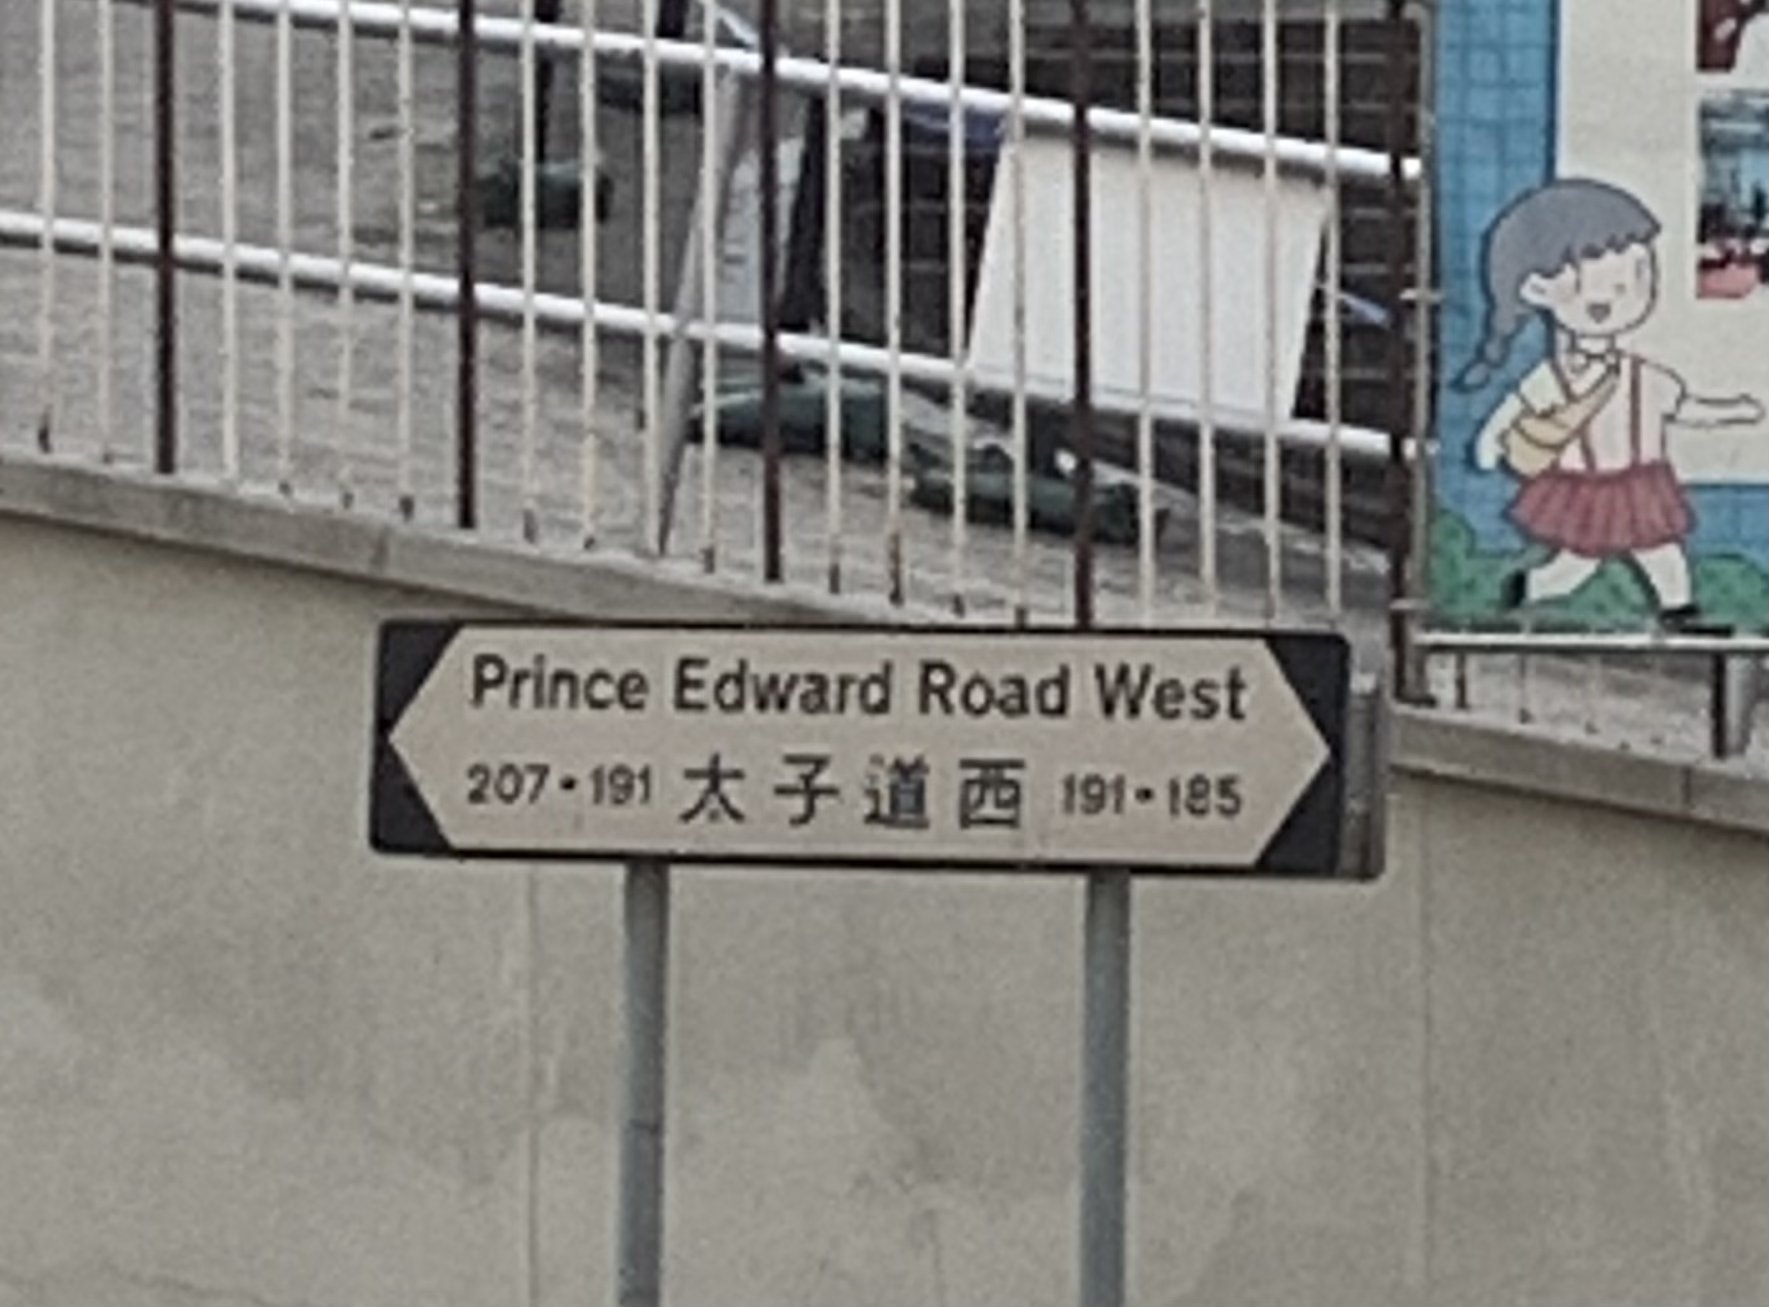 Prince Edward Road West
207•191 太子道西 191•185